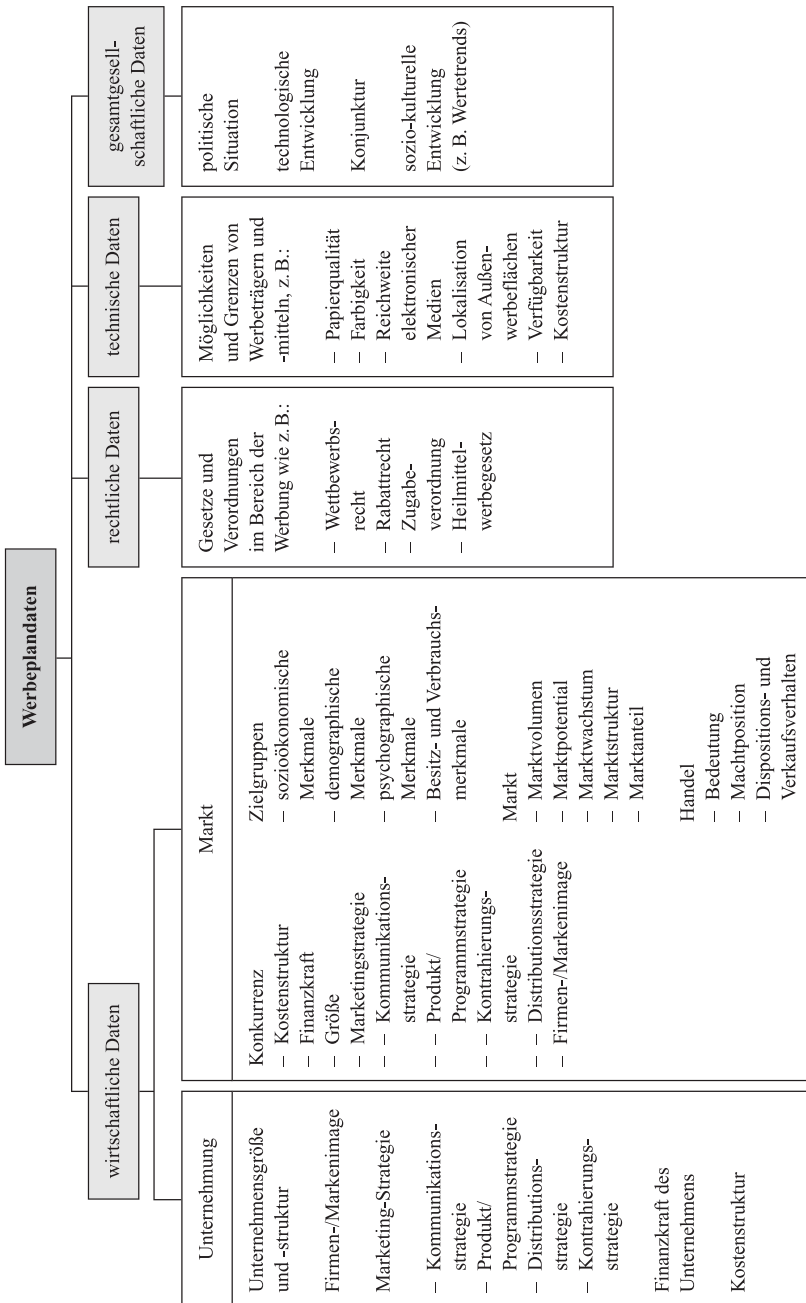 Werbeplandaten
wirtschaftliche Daten
rechtliche Daten
technische Daten
gesamtgesell-
schaftliche Daten
Unternehmung
Unternehmensgröße
und -struktur
Firmen-/Markenimage
Marketing-Strategie
– Kommunikations-
strategie
– Produkt/
Programmstrategie
– Distributions-
strategie
– Kontrahierungs-
strategie
Finanzkraft des
Unternehmens
Kostenstruktur
Markt
Konkurrenz
– Kostenstruktur
– Finanzkraft
– Größe
– Marketingstrategie
– – Kommunikations-
strategie
– – Produkt/
Programmstrategie
– – Kontrahierungs-
strategie
– – Distributionsstrategie
– Firmen-/Markenimage
Zielgruppen
– sozioökonomische
Merkmale
– demographische
Merkmale
– psychographische
Merkmale
– Besitz- und Verbrauchs-
merkmale
Markt
– Marktvolumen
– Marktpotential
– Marktwachstum
– Marktstruktur
– Marktanteil
Handel
– Bedeutung
– Machtposition
– Dispositions- und
Verkaufsverhalten
Gesetze und
Verordnungen
im Bereich der
Werbung wie z.B.:
– Wettbewerbs-
recht
– Rabattrecht
– Zugabe-
verordnung
– Heilmittel-
werbegesetz
Möglichkeiten
und Grenzen von
Werbeträgern und
-mitteln, z.B.:
– Papierqualität
– Farbigkeit
– Reichweite
elektronischer
Medien
– Lokalisation
von Außen-
werbeflächen
– Verfügbarkeit
– Kostenstruktur
politische
Situation
technologische
Entwicklung
Konjunktur
sozio-kulturelle
Entwicklung
(z. B. Wertetrends)